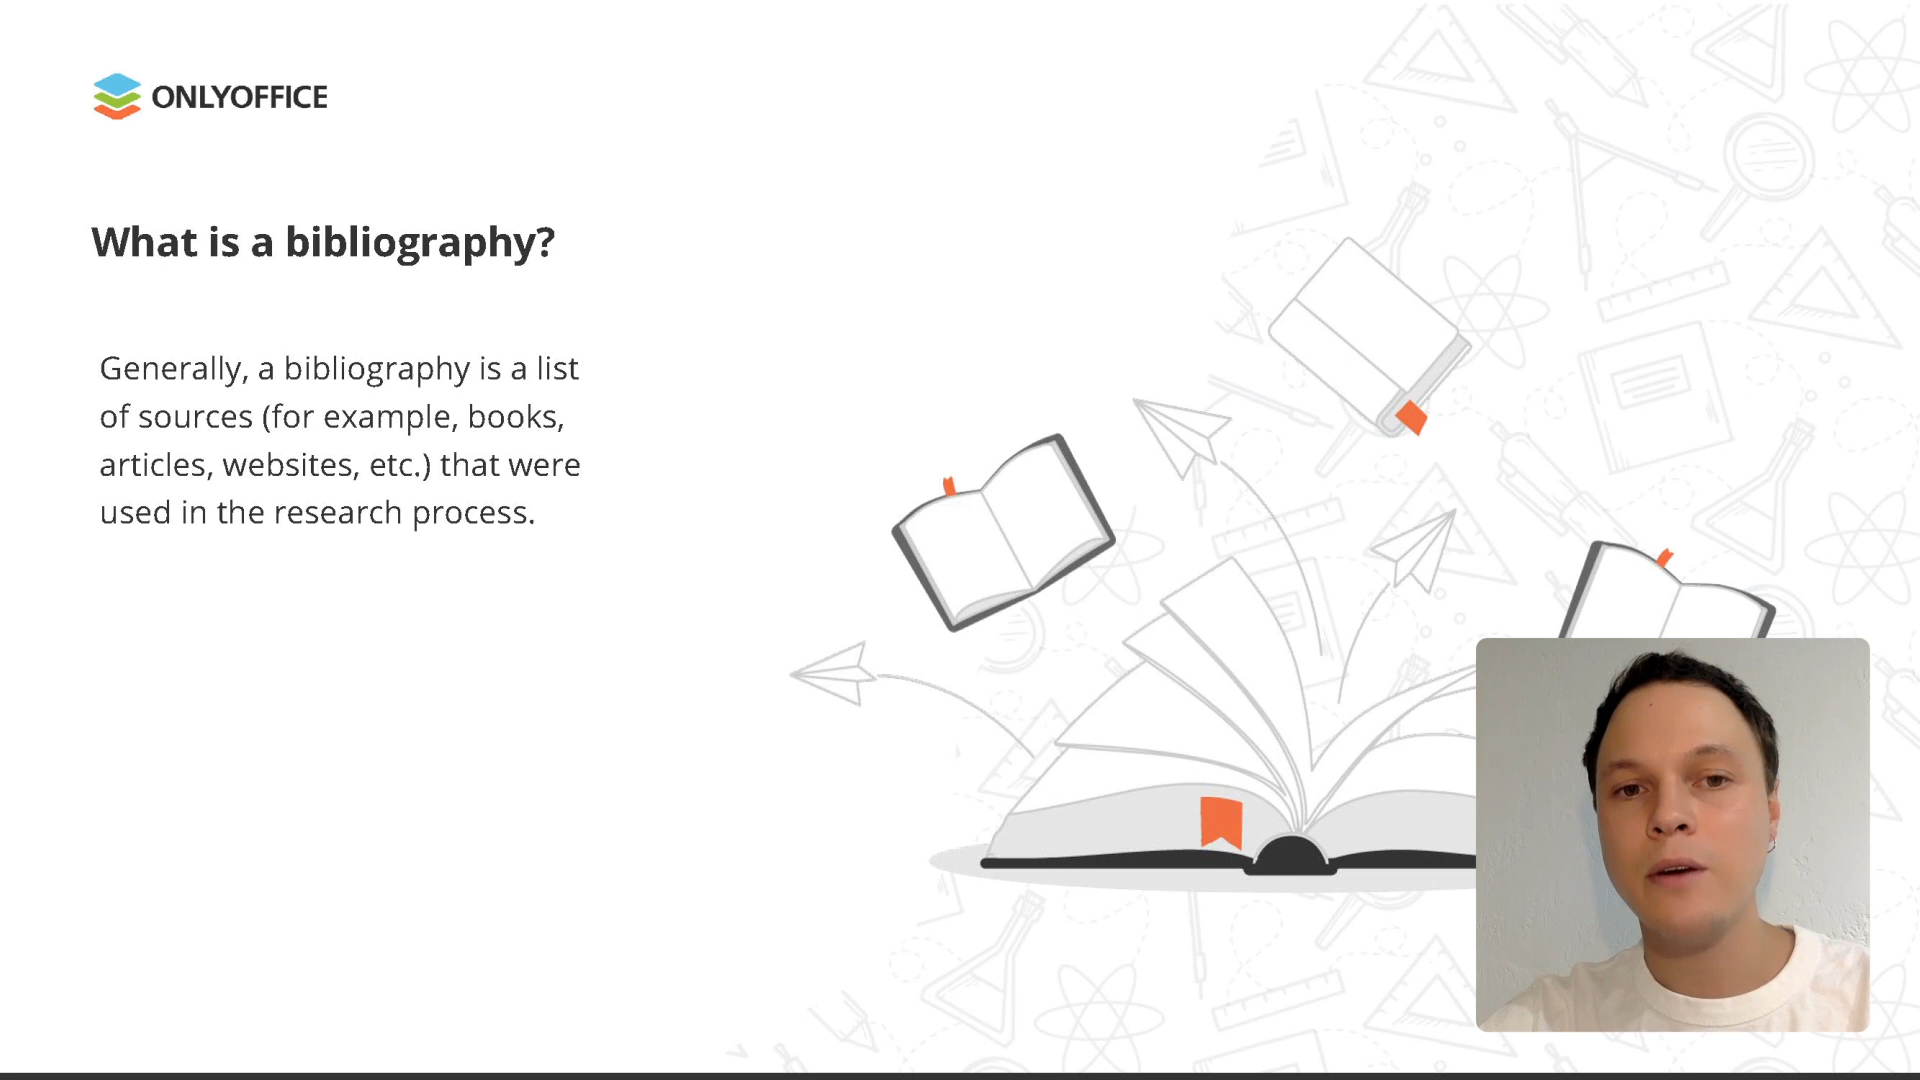 ONLYOFFICE
What is a bibliography?
Generally, a bibliography is a list
of sources (for example, books,
articles, websites, etc.) that were
used in the research process.